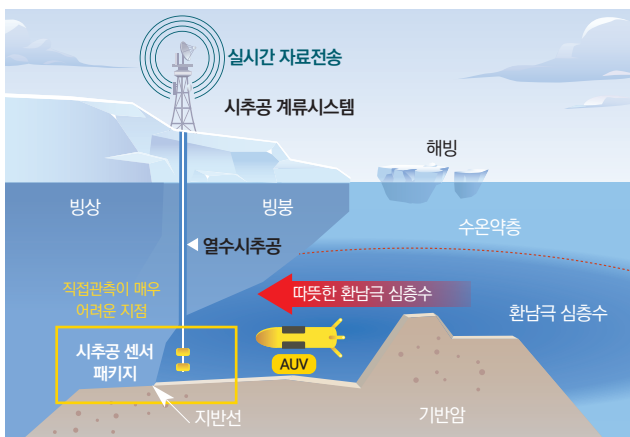 실시간 자료전송
시추공 계류시스템
해빙
빙상
빙붕
수온약층
열수시추공
직접관측이 매우
어려운 지점
따뜻한 환남극 심층수
환남극 심층수
시추공 센서
패키지
AUV
지반선
기반암